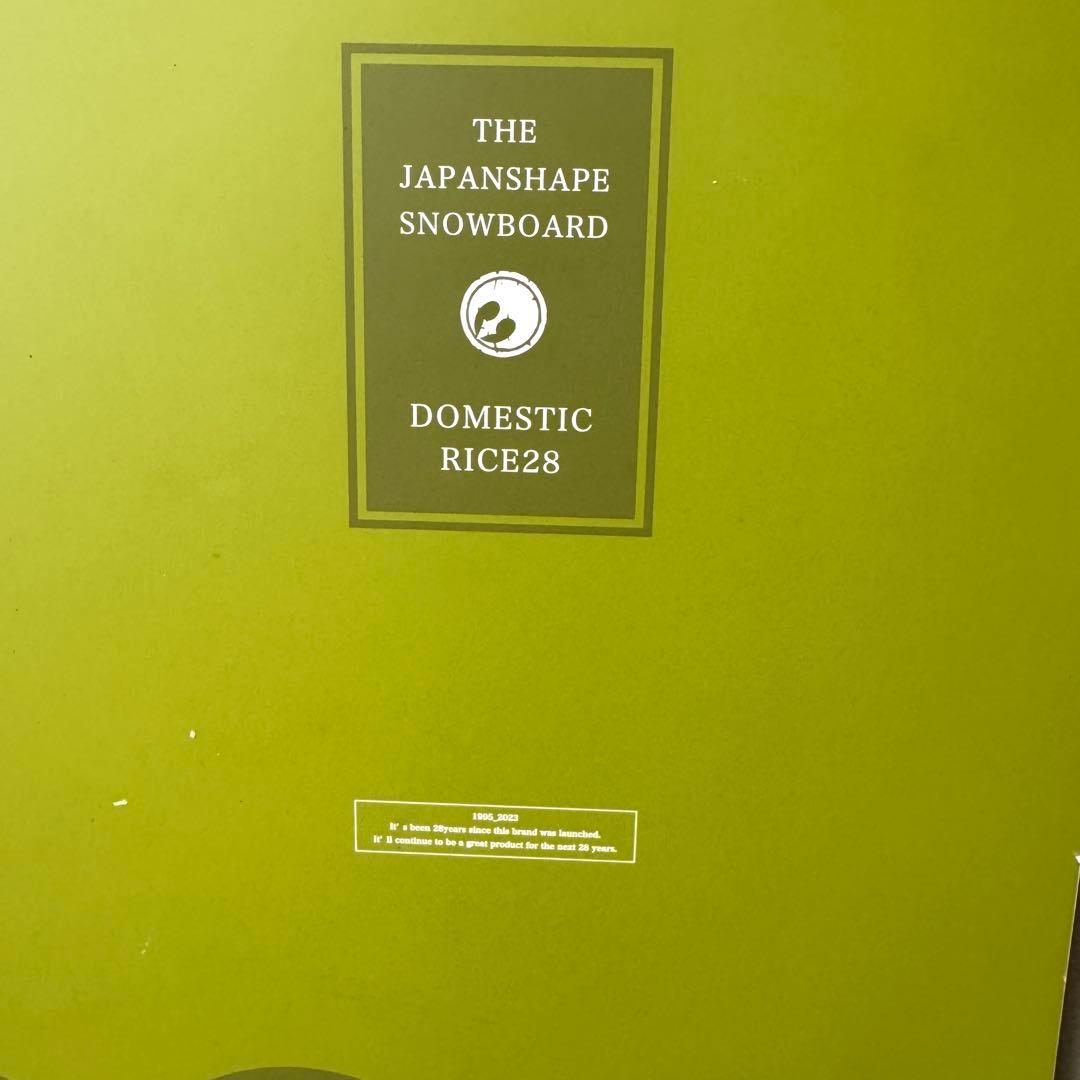 THE
JAPANSHAPE
SNOWBOARD
DOMESTIC
RICE28
1995_2023
It's been 28years since this brand was launched.
It'll continue to be a great product for the next 28 years.